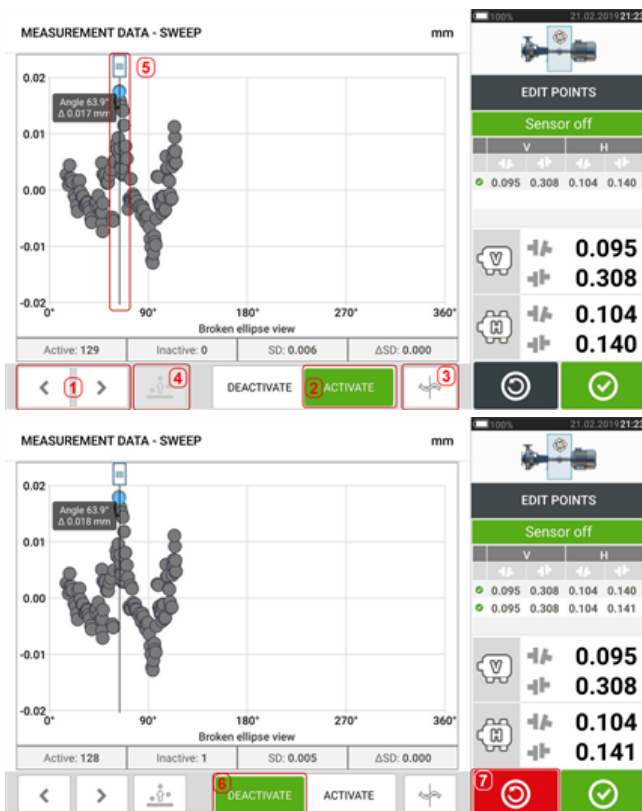 MEASUREMENT DATA - SWEEP mm
5
0.02
Angle 63.9°
Δ 0.017 mm
0.01
0.00
-0.01
-0.02
0° 90° 180° 270° 360°
Broken ellipse view
Active: 129 Inactive: 0 SD: 0.006 ΔSD: 0.000
1 4 DEACTIVATE 2 ACTIVATE 3
100% 21.02.2019 21:23
EDIT POINTS
Sensor off
V H
0.095 0.308 0.104 0.140
V 0.095
0.308
H 0.104
0.140
MEASUREMENT DATA - SWEEP mm
0.02
Angle 63.9°
Δ 0.018 mm
0.01
0.00
-0.01
-0.02
0° 90° 180° 270° 360°
Broken ellipse view
Active: 128 Inactive: 1 SD: 0.005 ΔSD: 0.000
6 DEACTIVATE ACTIVATE
100% 21.02.2019 21:23
EDIT POINTS
Sensor off
V H
0.095 0.308 0.104 0.140
0.095 0.308 0.104 0.141
V 0.095
0.308
H 0.104
0.141
7